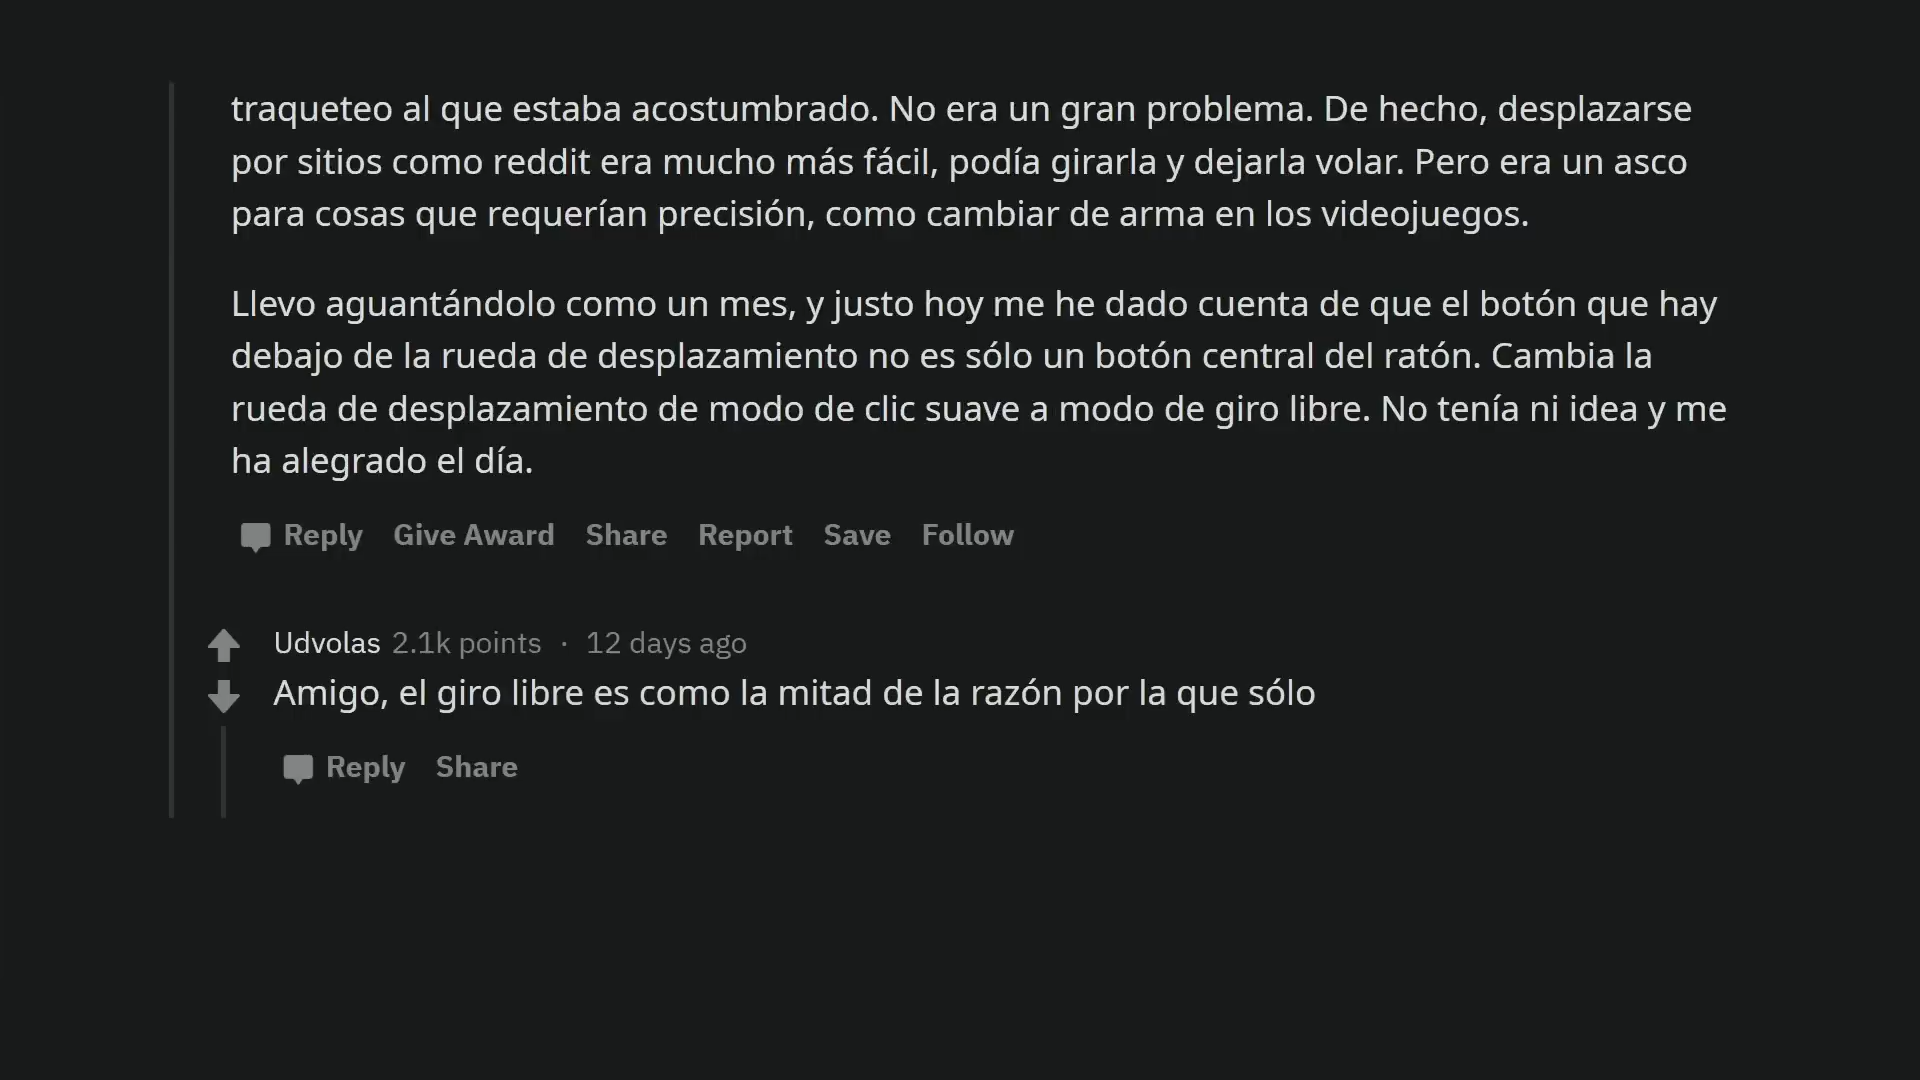 traqueteo al que estaba acostumbrado. No era un gran problema. De hecho, desplazarse
por sitios como reddit era mucho más fácil, podía girarla y dejarla volar. Pero era un asco
para cosas que requerían precisión, como cambiar de arma en los videojuegos.
Llevo aguantándolo como un mes, y justo hoy me he dado cuenta de que el botón que hay
debajo de la rueda de desplazamiento no es sólo un botón central del ratón. Cambia la
rueda de desplazamiento de modo de clic suave a modo de giro libre. No tenía ni idea y me
ha alegrado el día.
Reply Give Award Share Report Save Follow
Udvolas 2.1k points · 12 days ago
Amigo, el giro libre es como la mitad de la razón por la que sólo
Reply Share